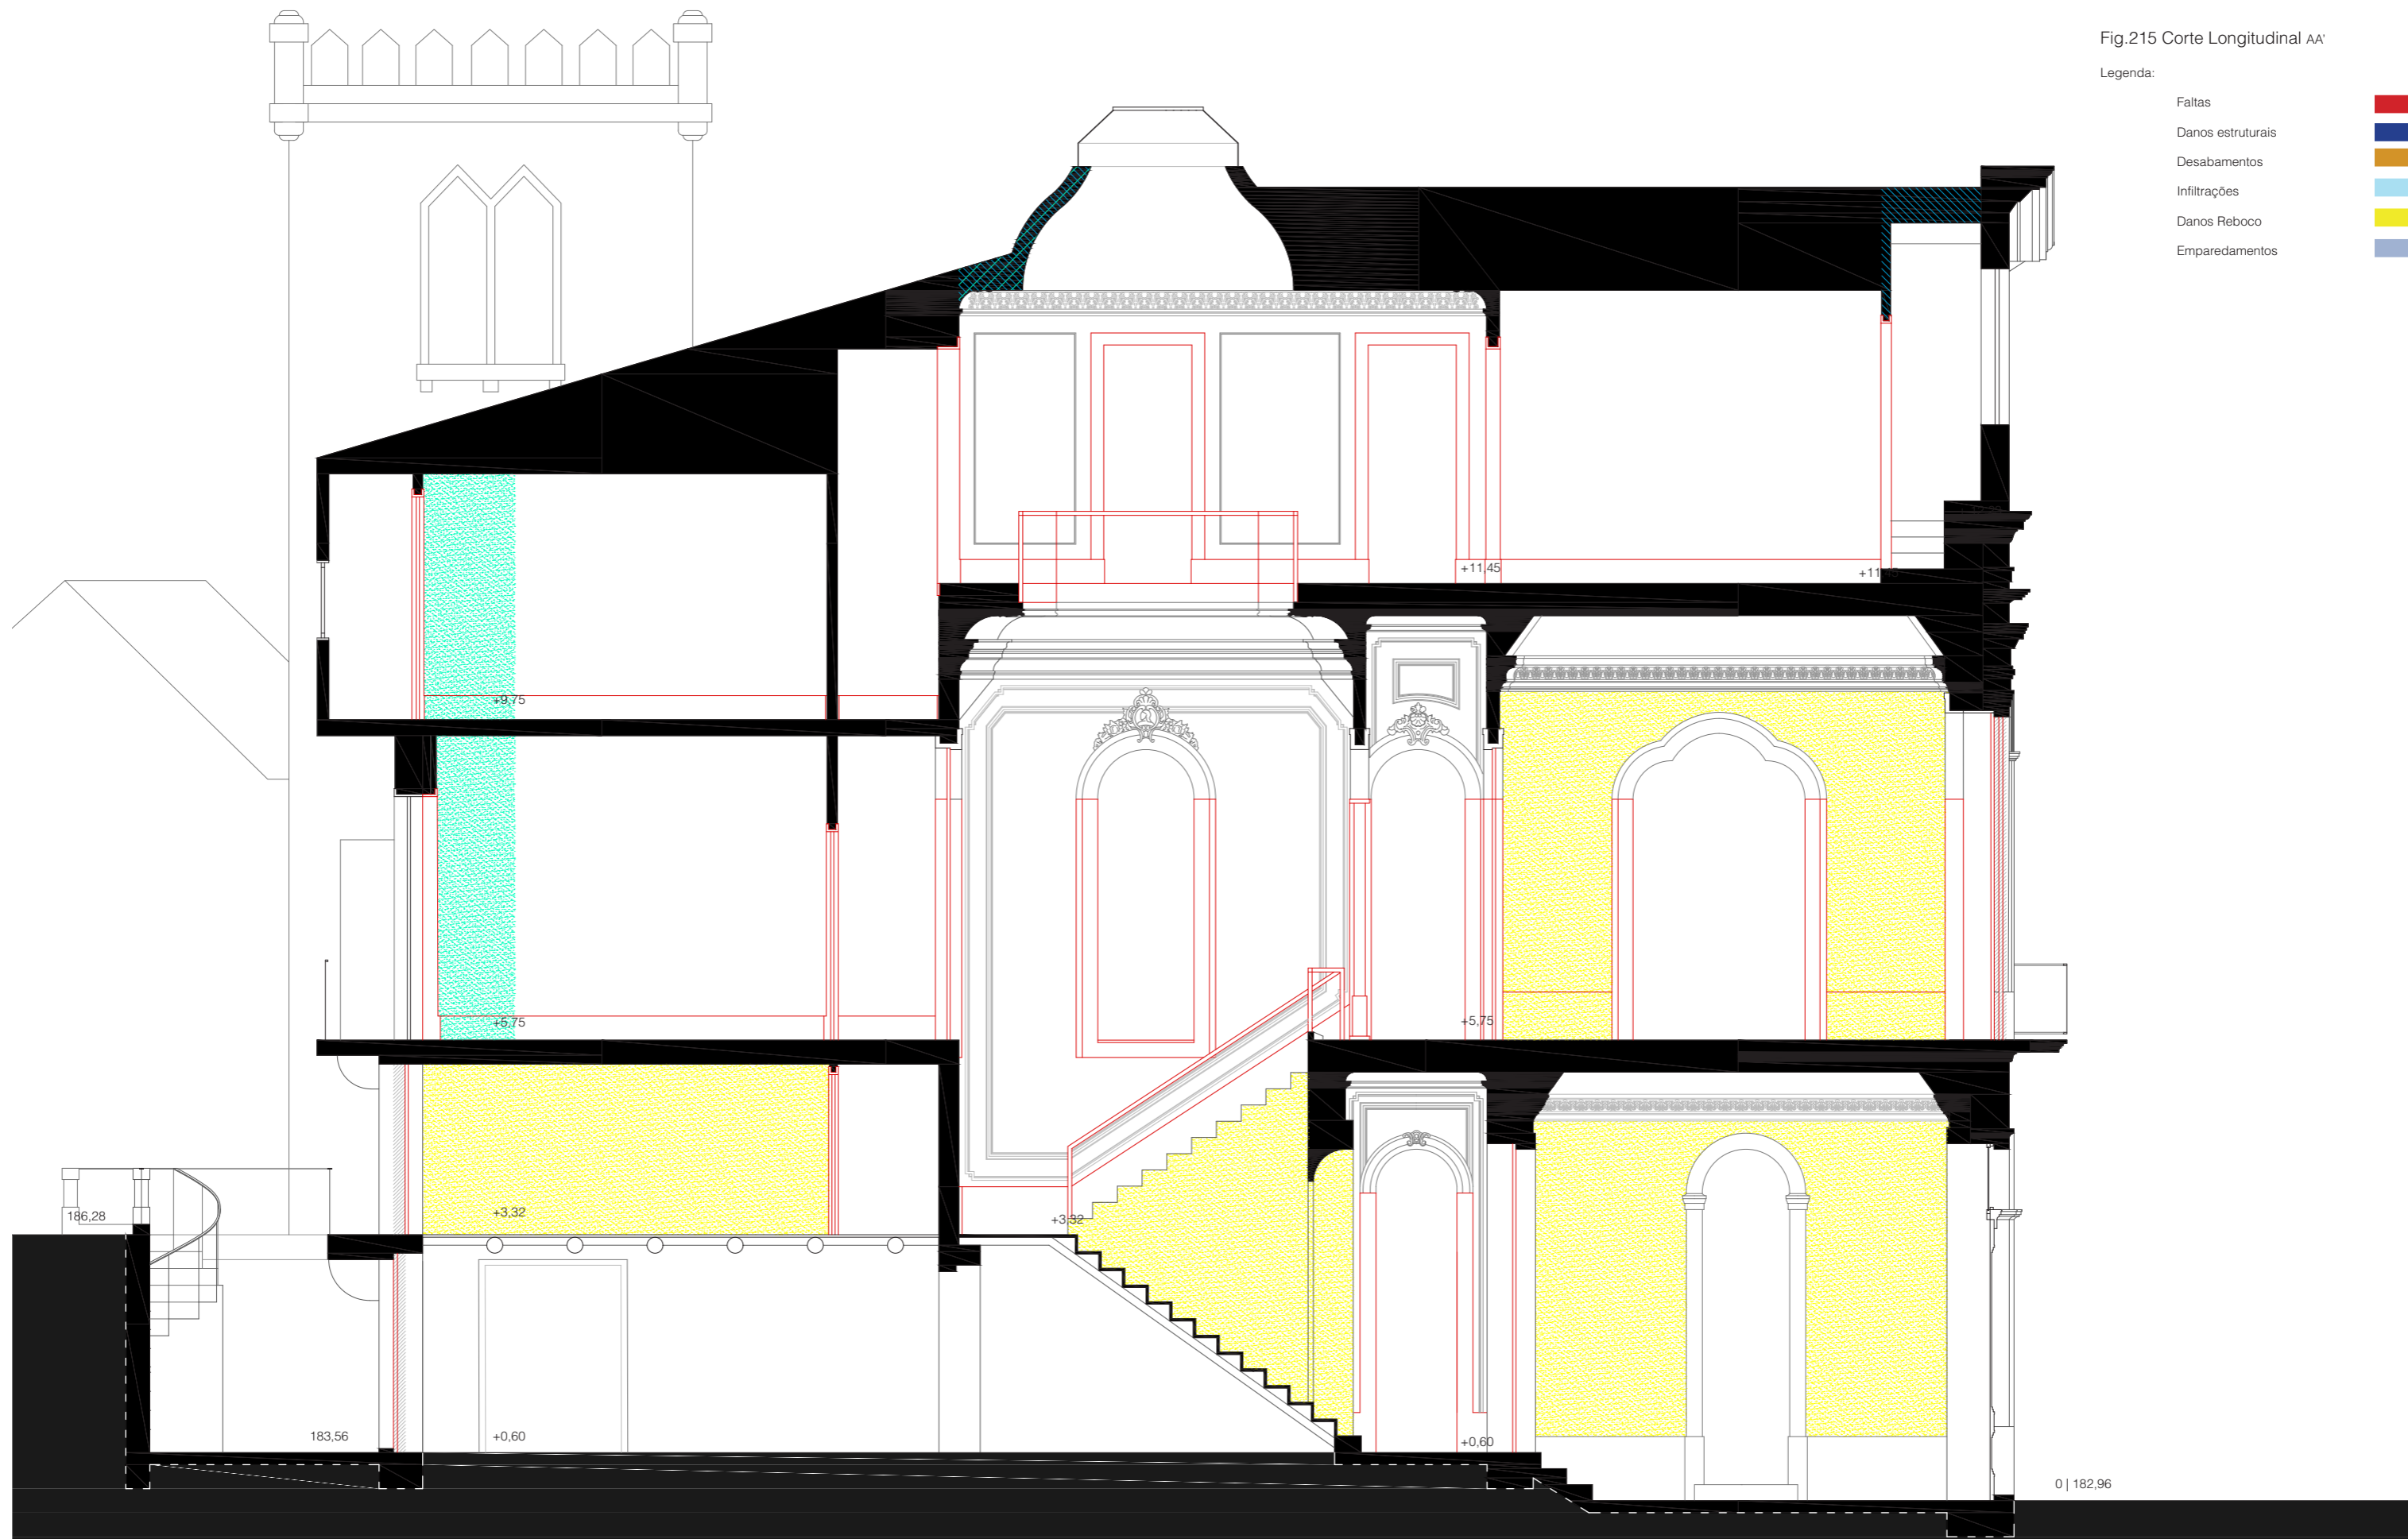 Fig.215 Corte Longitudinal AA'
Legenda:
Faltas
Danos estruturais
Desabamentos
Infiltrações
Danos Reboco
Emparedamentos
+11,45
+11
+9,75
+5,75
+5,75
+3,32
+3,32
186,28
183,56
+0,60
+0,60
0 | 182,96